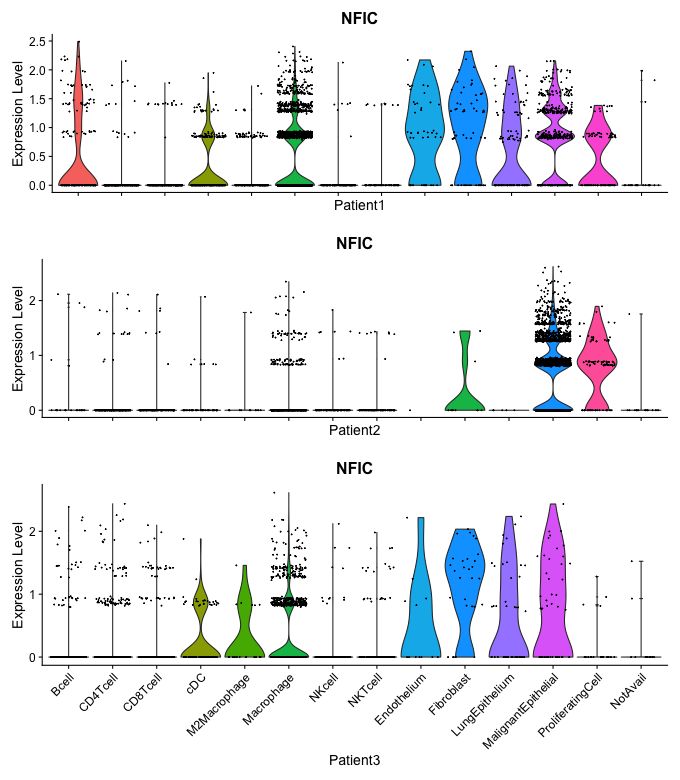 NFIC
Expression Level
2.5
2.0
1.5
1.0
0.5
0.0
Patient1
NFIC
Expression Level
2
1
0
Patient2
NFIC
Expression Level
2
1
0
Bcell
CD4Tcell
CD8Tcell
cDC
M2Macrophage
Macrophage
NKcell
NKTcell
Endothelium
Fibroblast
LungEpithelium
MalignantEpithelial
ProliferatingCell
NotAvail
Patient3